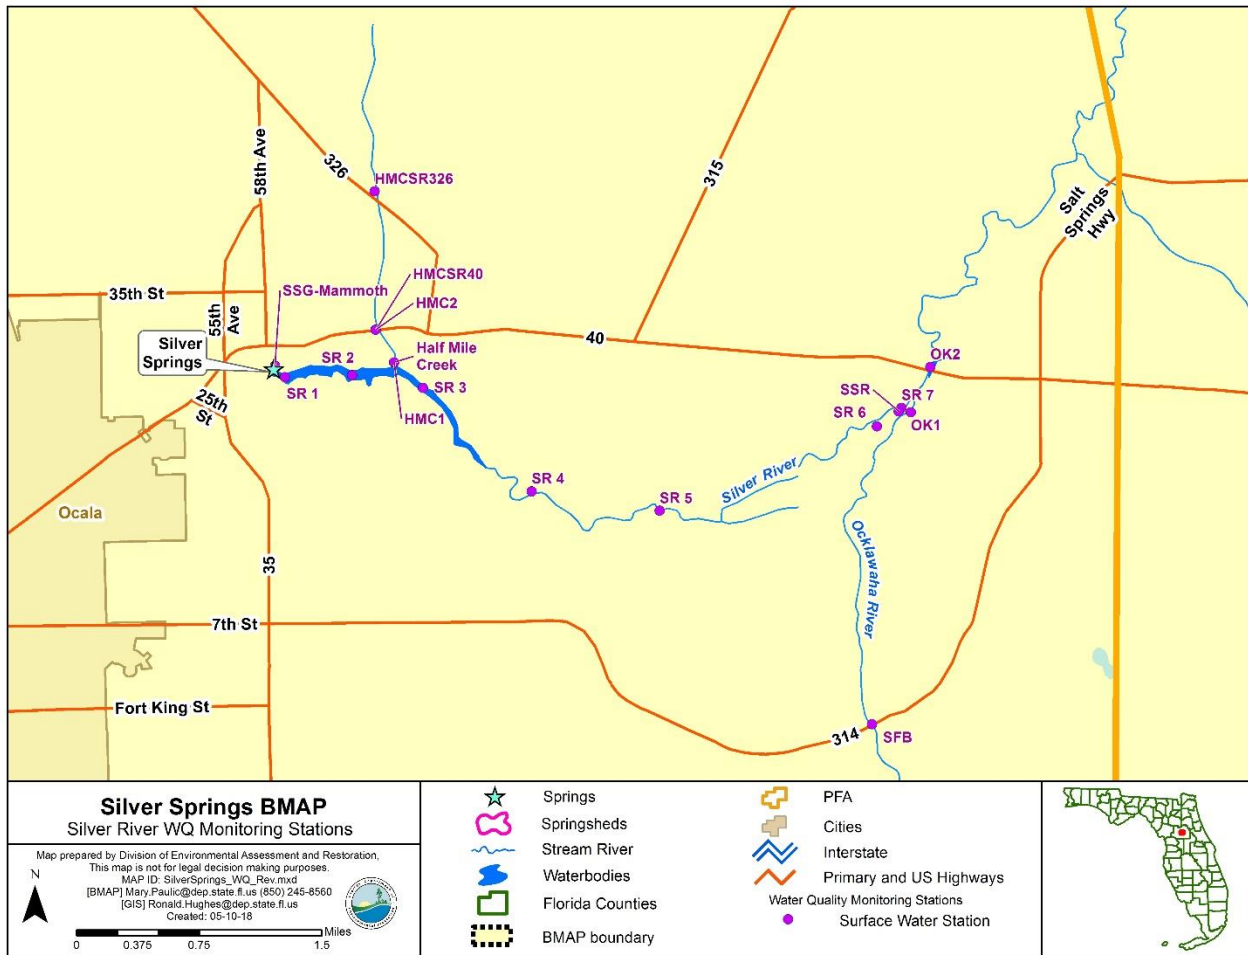 58th Ave
326
315
HMCSR326
Salt
Springs
Hwy
HMCSR40
SSG-Mammoth
35th St
HMC2
55th
Ave
40
Silver
Springs
SR 2
Half Mile
Creek
OK2
SR 1
SR 3
SSR
SR 7
25th
St
HMC1
SR 6
OK1
SR 4
Silver River
SR 5
Ocala
Ocklawaha River
35
7th St
Fort King St
314
SFB
Silver Springs BMAP
Silver River WQ Monitoring Stations
Map prepared by Division of Environmental Assessment and Restoration,
This map is not for legal decision making purposes.
MAP ID: SilverSprings_WQ_Rev.mxd
[BMAP] Mary.Paulic@dep.state.fl.us (850) 245-8560
[GIS] Ronald.Hughes@dep.state.fl.us
Created: 05-10-18
N
Miles
0 0.375 0.75 1.5
Springs
Springsheds
Stream River
Waterbodies
Florida Counties
BMAP boundary
PFA
Cities
Interstate
Primary and US Highways
Water Quality Monitoring Stations
Surface Water Station